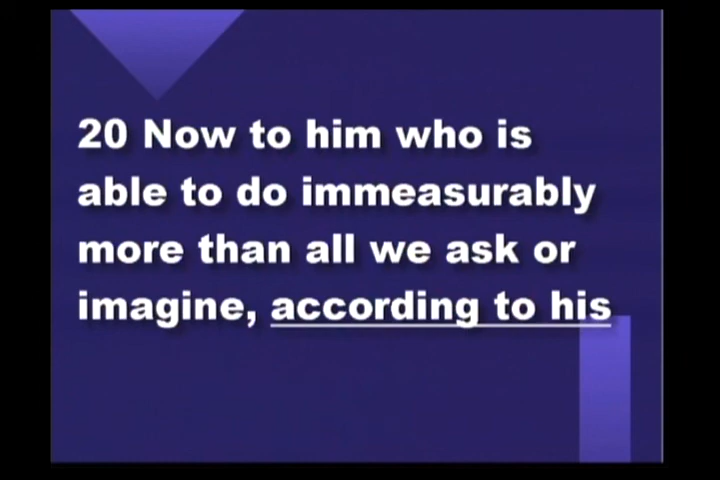 20 Now to him who is
able to do immeasurably
more than all we ask or
imagine, according to his